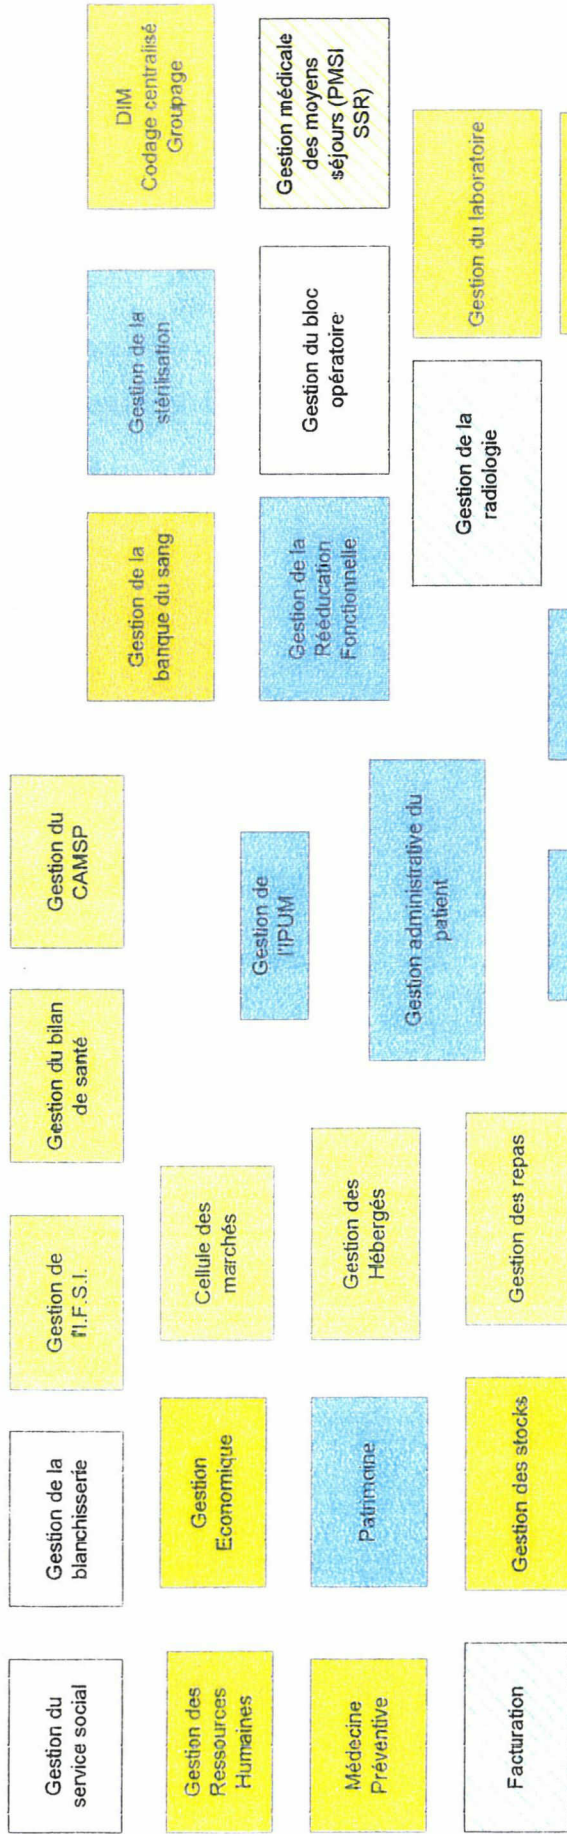 Gestion du
service social
Gestion de la
blanchisserie
Gestion de
l'I.F.S.I.
Gestion du bilan
de santé
Gestion du
CAMSP
Gestion de la
banque du sang
Gestion de la
stérilisation
DIM
Codage centralisé
Groupage
Gestion des
Ressources
Humaines
Gestion
Economique
Cellule des
marchés
Gestion de
l'IPUM
Gestion de la
Rééducation
Fonctionnelle
Gestion du bloc
opératoire
Gestion médicale
des moyens
séjours (PMSI
SSR)
Médecine
Préventive
Patrimoine
Gestion des
Hébergés
Gestion administrative du
patient
Gestion de la
radiologie
Gestion du laboratoire
Facturation
Gestion des stocks
Gestion des repas